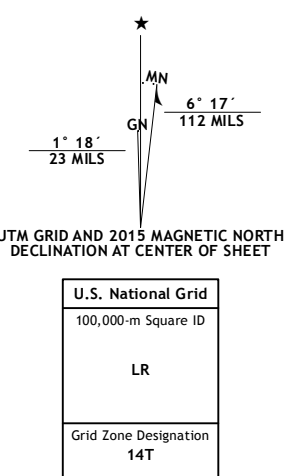 ★
MN
6° 17´
112 MILS
GN
1° 18´
23 MILS
UTM GRID AND 2015 MAGNETIC NORTH
DECLINATION AT CENTER OF SHEET
U.S. National Grid
100,000-m Square ID
LR
Grid Zone Designation
14T